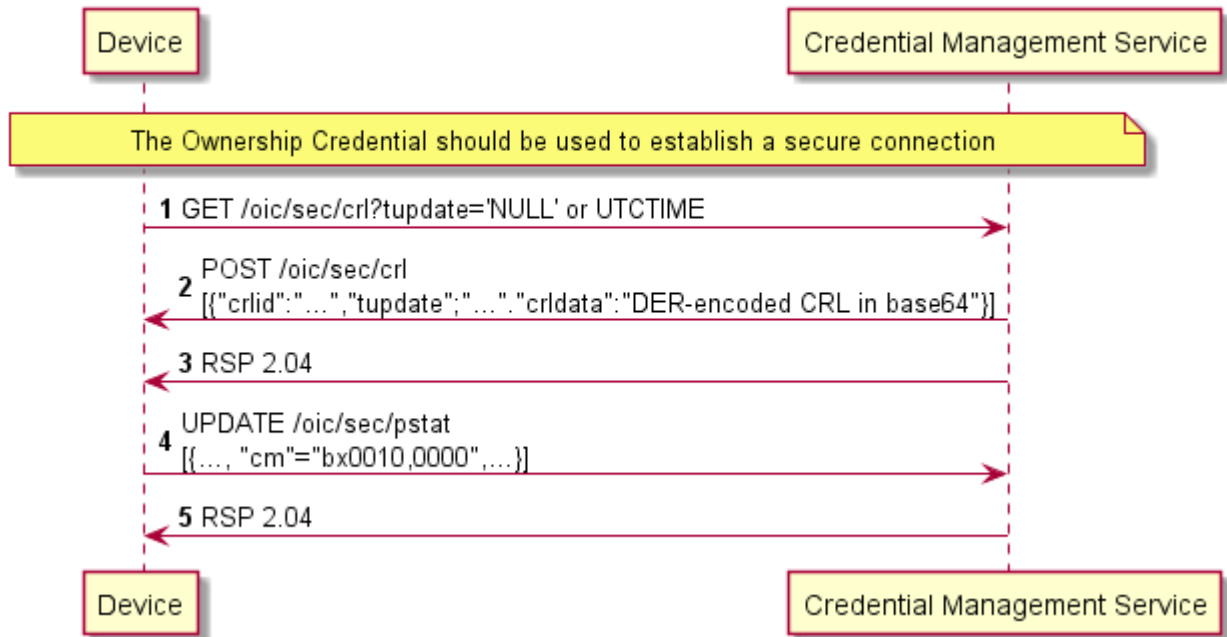 Device
Credential Management Service
The Ownership Credential should be used to establish a secure connection
1 GET /oic/sec/crl?tupdate='NULL' or UTCTIME
2 POST /oic/sec/crl
[{"crlid":"...","tupdate";"..."."crldata":"DER-encoded CRL in base64"}]
3 RSP 2.04
4 UPDATE /oic/sec/pstat
[{..., "cm"="bx0010,0000",...}]
5 RSP 2.04
Device
Credential Management Service